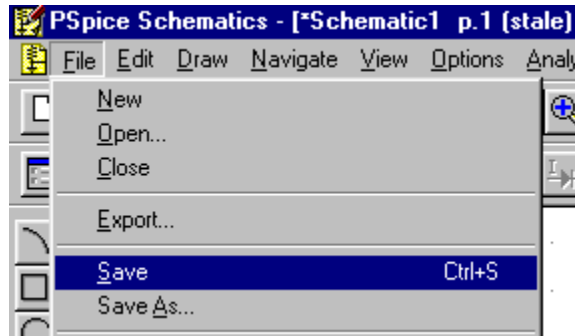 PSpice Schematics - [*Schematic1 p.1 (stale)
File Edit Draw Navigate View Options
New
Open...
Close
Export...
Save Ctrl+S
Save As...